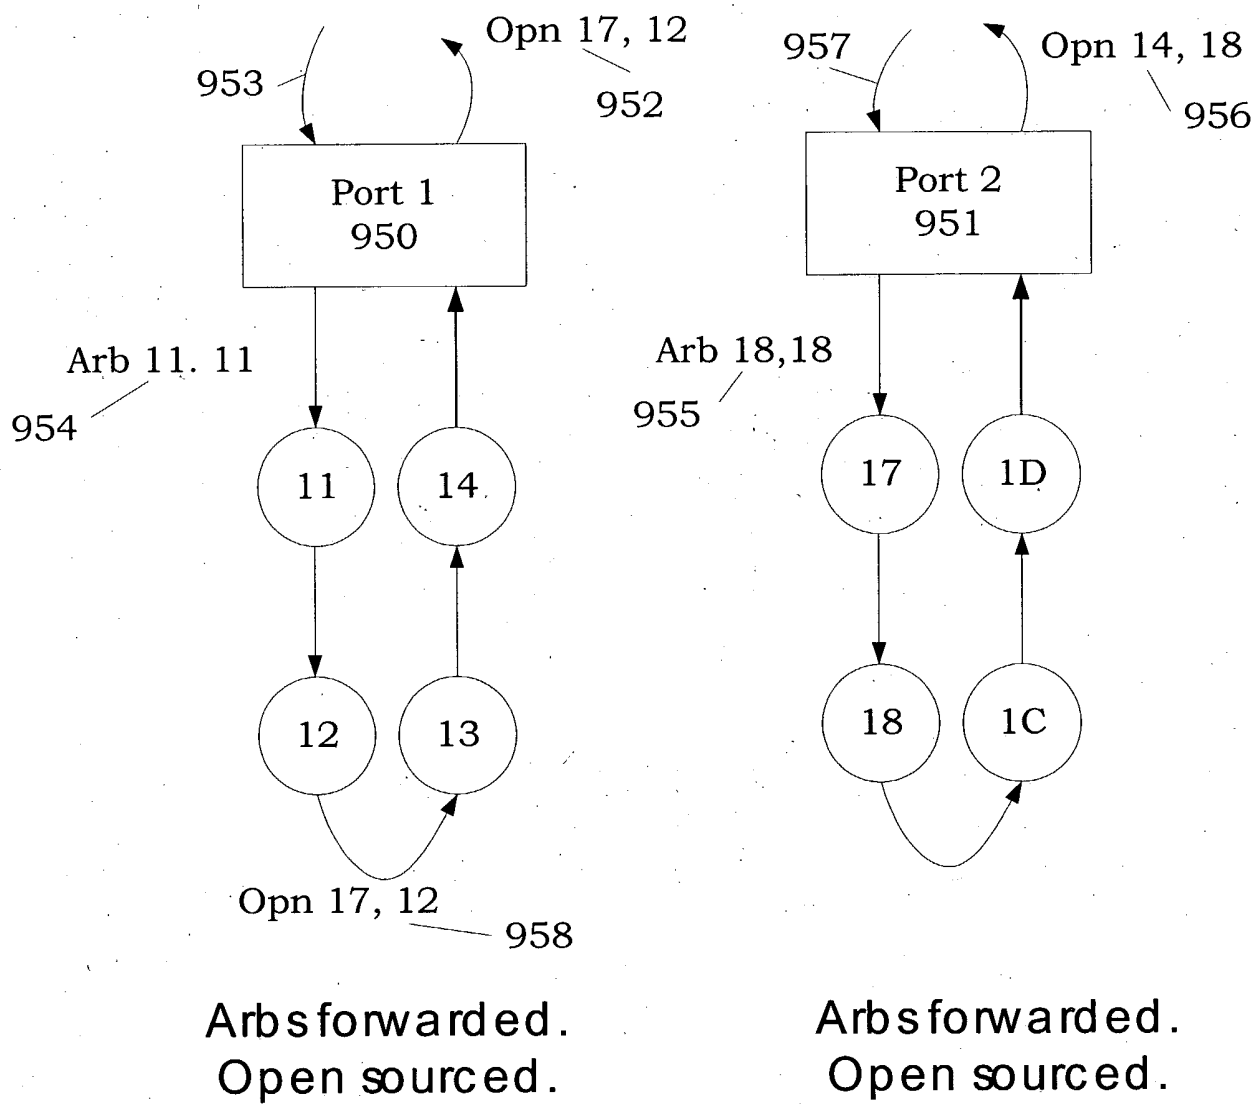 Opn 17, 12
953
952
Port 1
950
Arb 11. 11
954
11
14
12
13
Opn 17, 12
958
Arbs forwarded.
Open sourced.
957
Opn 14, 18
956
Port 2
951
Arb 18,18
955
17
1D
18
1C
Arbs forwarded.
Open sourced.